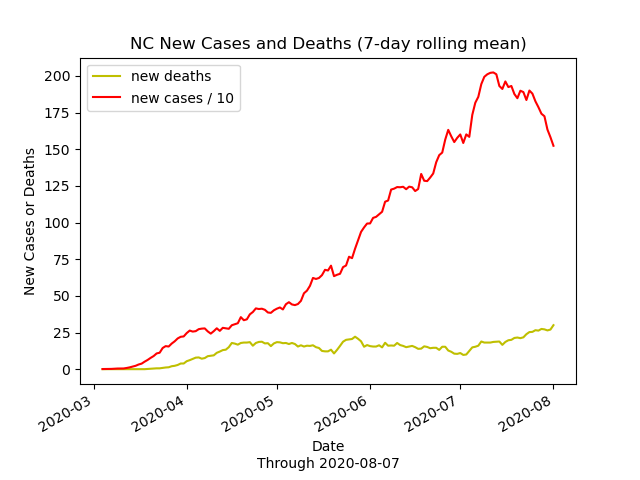 NC New Cases and Deaths (7-day rolling mean)
new deaths
new cases / 10
200
175
150
125
100
75
50
25
0
New Cases or Deaths
2020-03
2020-04
2020-05
2020-06
2020-07
2020-08
Date
Through 2020-08-07